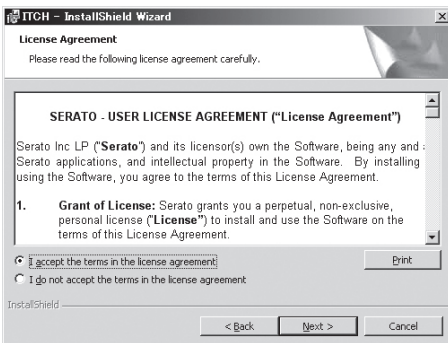 ITCH - InstallShield Wizard
License Agreement
Please read the following license agreement carefully.
SERATO - USER LICENSE AGREEMENT ("License Agreement")
Serato Inc LP ("Serato") and its licensor(s) own the Software, being any and
Serato applications, and intellectual property in the Software. By installing
using the Software, you agree to the terms of this License Agreement.
1. Grant of License: Serato grants you a perpetual, non-exclusive,
personal license ("License") to install and use the Software on the
terms of this License Agreement.
I accept the terms in the license agreement
Print
I do not accept the terms in the license agreement
InstallShield
< Back Next > Cancel